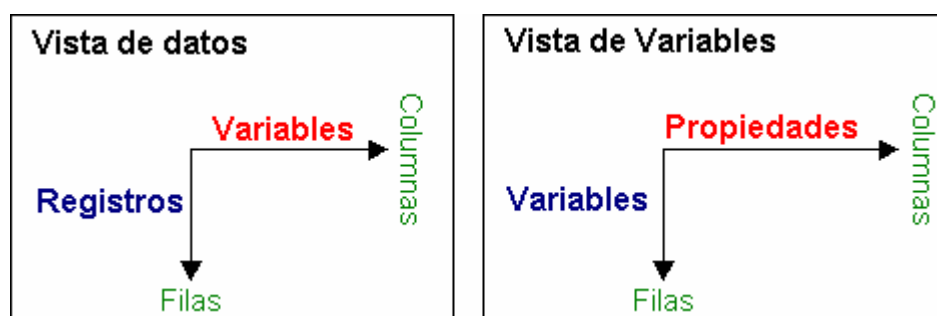 Vista de datos
Variables
Columnas
Registros
Filas
Vista de Variables
Propiedades
Columnas
Variables
Filas